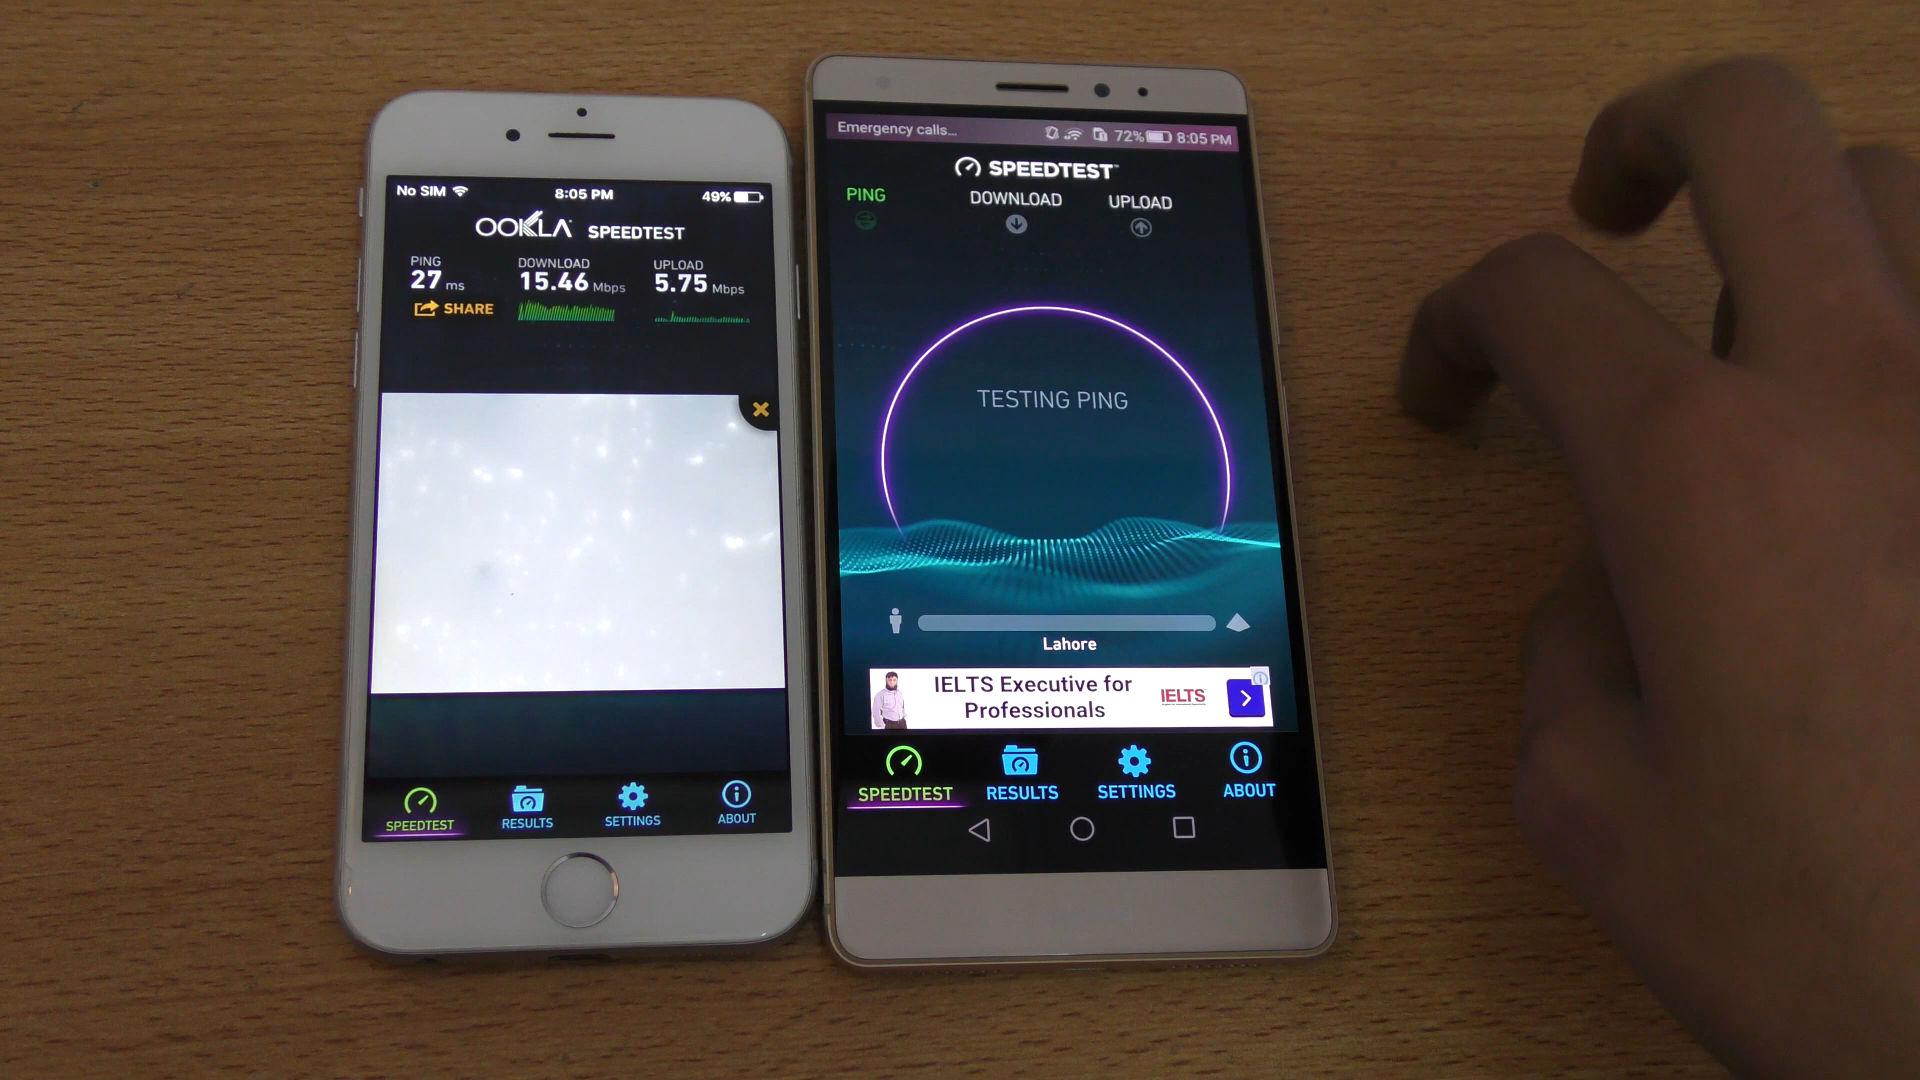 No SIM 8:05 PM 49%
OOKLA SPEEDTEST
PING DOWNLOAD UPLOAD
27 ms 15.46 Mbps 5.75 Mbps
SHARE
SPEEDTEST RESULTS SETTINGS ABOUT
Emergency calls... 72% 8:05 PM
SPEEDTEST
PING DOWNLOAD UPLOAD
TESTING PING
Lahore
IELTS Executive for
Professionals
IELTS
SPEEDTEST RESULTS SETTINGS ABOUT